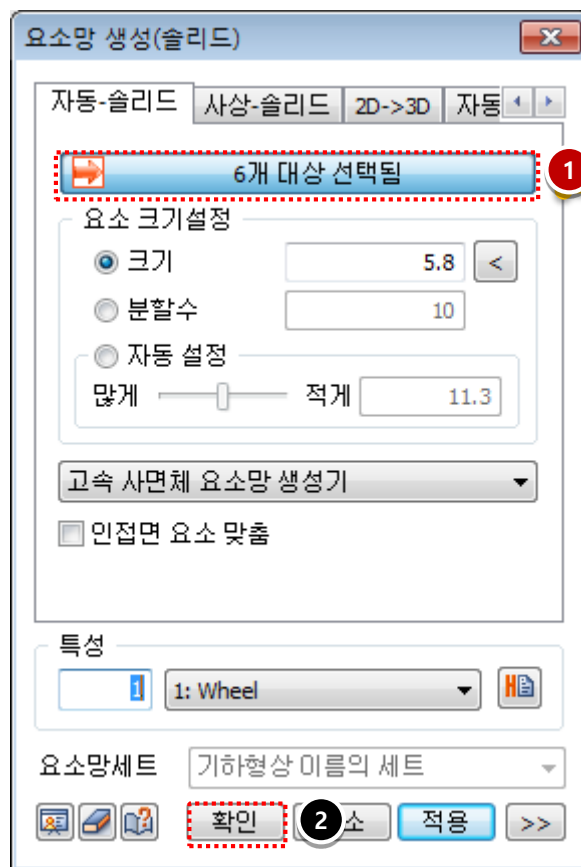 요소망 생성(솔리드)
자동-솔리드 사상-솔리드 2D->3D 자동
6개 대상 선택됨 1
요소 크기설정
크기 5.8 <
분할수 10
자동 설정
많게 적게 11.3
고속 사면체 요소망 생성기
인접면 요소 맞춤
특성
1 1: Wheel
요소망세트 기하형상 이름의 세트
확인 2 소 적용 >>